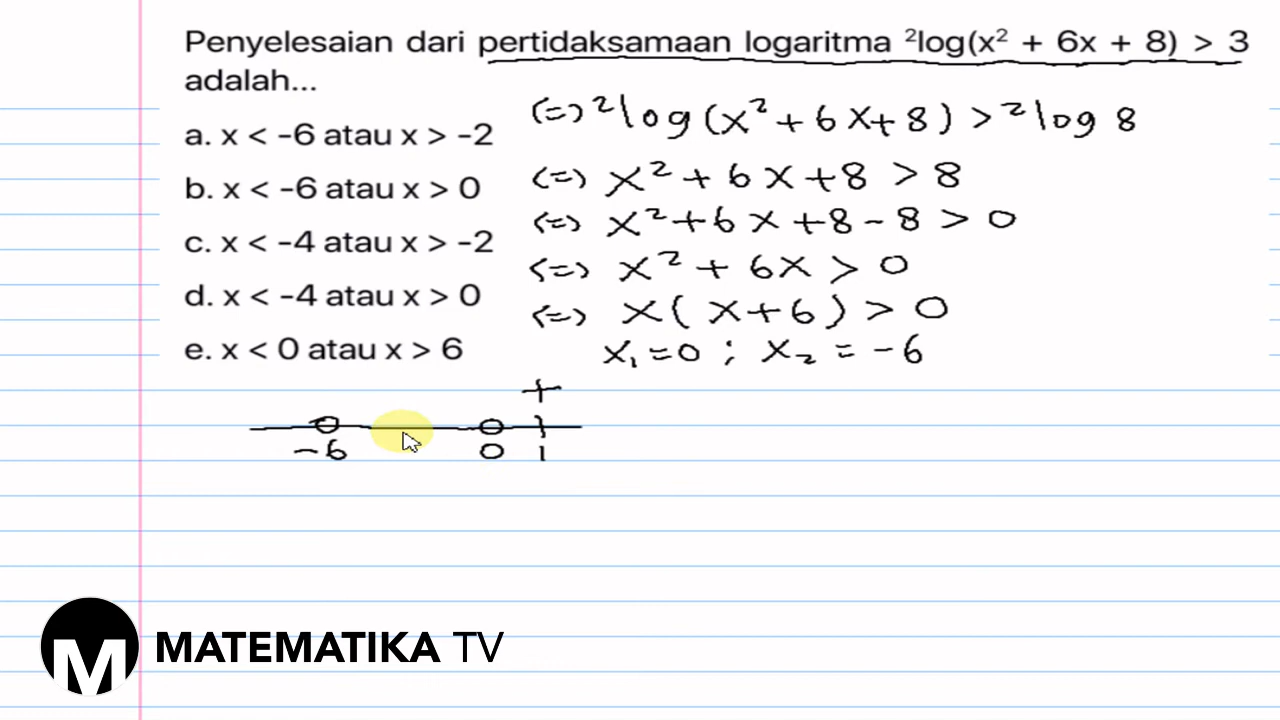 Penyelesaian dari pertidaksamaan logaritma ²log(x² + 6x + 8) > 3
adalah...
a. x < -6 atau x > -2
b. x < -6 atau x > 0
c. x < -4 atau x > -2
d. x < -4 atau x > 0
e. x < 0 atau x > 6
(=) ²log (x² + 6x + 8) > ²log 8
(=) x² + 6x + 8 > 8
(=) x² + 6x + 8 - 8 > 0
(=) x² + 6x > 0
(=) x ( x + 6 ) > 0
x₁ = 0 ; x₂ = -6
+
-6 0 1
M MATEMATIKA TV